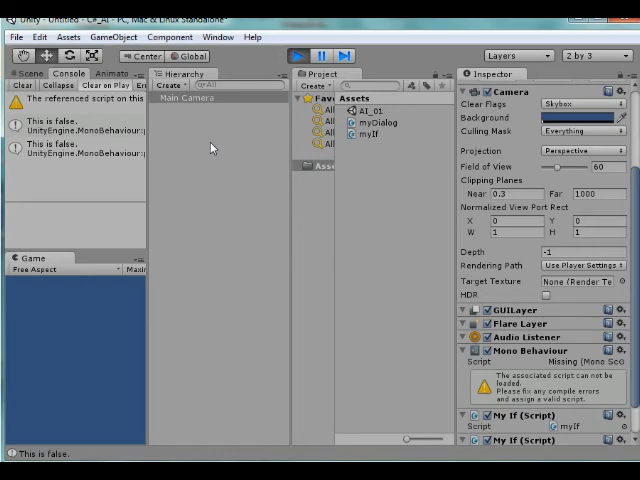 Unity - Untitled - C#_AI - PC, Mac & Linux Standalone*
File Edit Assets GameObject Component Window Help
Center Global Layers 2 by 3
Scene Console Animato Hierarchy Project Inspector
Clear Collapse Clear on Play Create All Create
The referenced script on this
This is false.
UnityEngine.MonoBehaviour:
This is false.
UnityEngine.MonoBehaviour:
Main Camera
Fav
All
All
All
All
Asse
Assets
AI_01
myDialog
myIf
Game
Free Aspect Maxim
Camera
Clear Flags Skybox
Background
Culling Mask Everything
Projection Perspective
Field of View 60
Clipping Planes
Near 0.3 Far 1000
Normalized View Port Rect
X 0 Y 0
W 1 H 1
Depth -1
Rendering Path Use Player Settings
Target Texture None (Render Te
HDR
GUILayer
Flare Layer
Audio Listener
Mono Behaviour
Script Missing (Mono Sc
The associated script can not be
loaded.
Please fix any compile errors
and assign a valid script.
My If (Script)
Script myIf
My If (Script)
This is false.